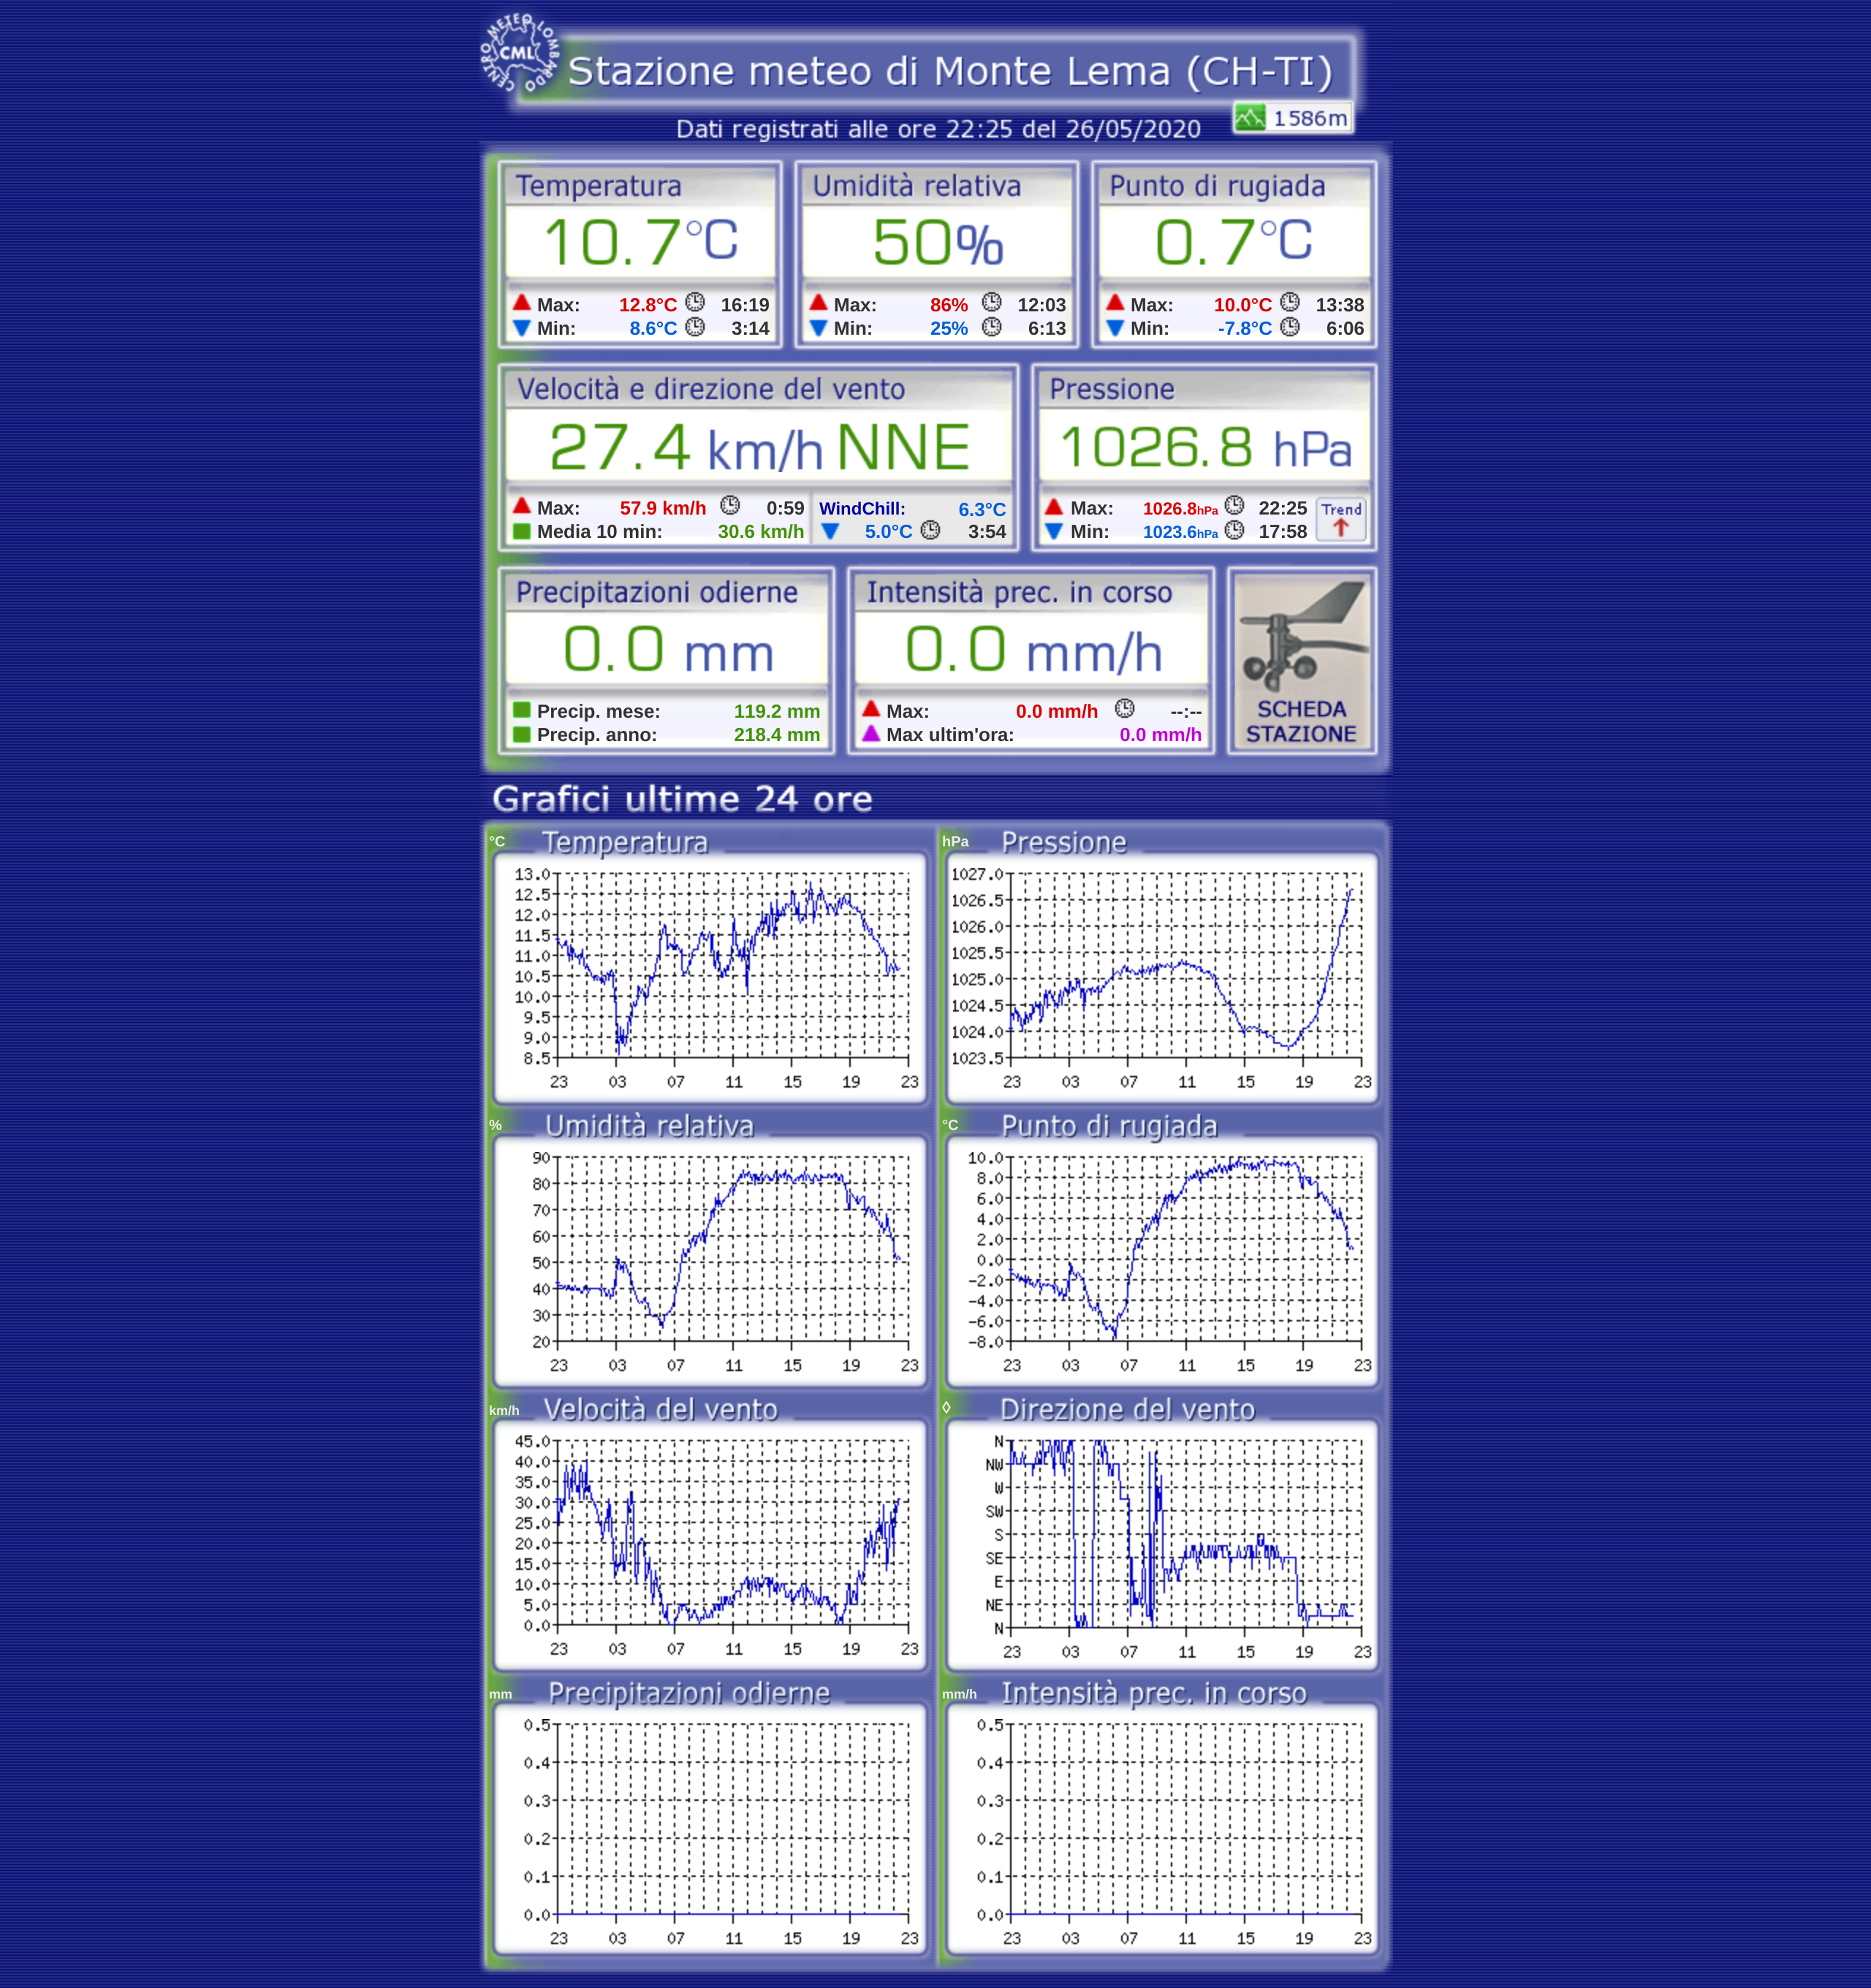 CENTRO METEO LOMBARDO
CML
Stazione meteo di Monte Lema (CH-TI)
1586m
Dati registrati alle ore 22:25 del 26/05/2020
Temperatura
10.7°C
Max: 12.8°C 16:19
Min: 8.6°C 3:14
Umidità relativa
50%
Max: 86% 12:03
Min: 25% 6:13
Punto di rugiada
0.7°C
Max: 10.0°C 13:38
Min: -7.8°C 6:06
Velocità e direzione del vento
27.4 km/h NNE
Max: 57.9 km/h 0:59
Media 10 min: 30.6 km/h
WindChill: 6.3°C
5.0°C 3:54
Pressione
1026.8 hPa
Max: 1026.8hPa 22:25
Min: 1023.6hPa 17:58
Trend
Precipitazioni odierne
0.0 mm
Precip. mese: 119.2 mm
Precip. anno: 218.4 mm
Intensità prec. in corso
0.0 mm/h
Max: 0.0 mm/h --:--
Max ultim'ora: 0.0 mm/h
SCHEDA
STAZIONE
Grafici ultime 24 ore
°C Temperatura
13.0
12.5
12.0
11.5
11.0
10.5
10.0
9.5
9.0
8.5
23 03 07 11 15 19 23
hPa Pressione
1027.0
1026.5
1026.0
1025.5
1025.0
1024.5
1024.0
1023.5
23 03 07 11 15 19 23
% Umidità relativa
90
80
70
60
50
40
30
20
23 03 07 11 15 19 23
°C Punto di rugiada
10.0
8.0
6.0
4.0
2.0
0.0
-2.0
-4.0
-6.0
-8.0
23 03 07 11 15 19 23
km/h Velocità del vento
45.0
40.0
35.0
30.0
25.0
20.0
15.0
10.0
5.0
0.0
23 03 07 11 15 19 23
◊ Direzione del vento
N
NW
W
SW
S
SE
E
NE
N
23 03 07 11 15 19 23
mm Precipitazioni odierne
0.5
0.4
0.3
0.2
0.1
0.0
23 03 07 11 15 19 23
mm/h Intensità prec. in corso
0.5
0.4
0.3
0.2
0.1
0.0
23 03 07 11 15 19 23